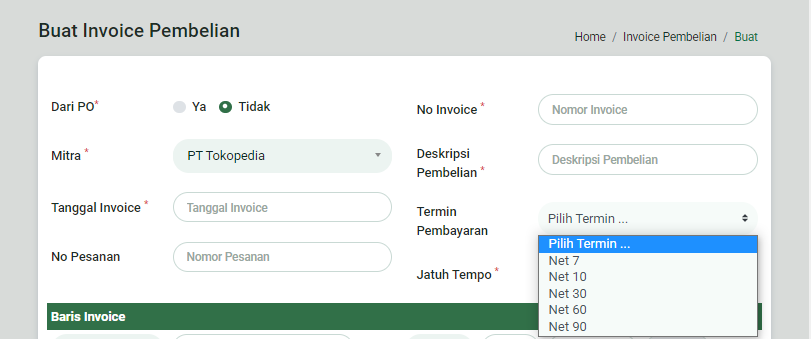 Buat Invoice Pembelian
Home / Invoice Pembelian / Buat
Dari PO*
Ya
Tidak
No Invoice *
Nomor Invoice
Mitra *
PT Tokopedia
Deskripsi
Pembelian *
Deskripsi Pembelian
Tanggal Invoice *
Tanggal Invoice
Termin
Pembayaran
Pilih Termin ...
Pilih Termin ...
Net 7
Net 10
Net 30
Net 60
Net 90
No Pesanan
Nomor Pesanan
Jatuh Tempo *
Baris Invoice